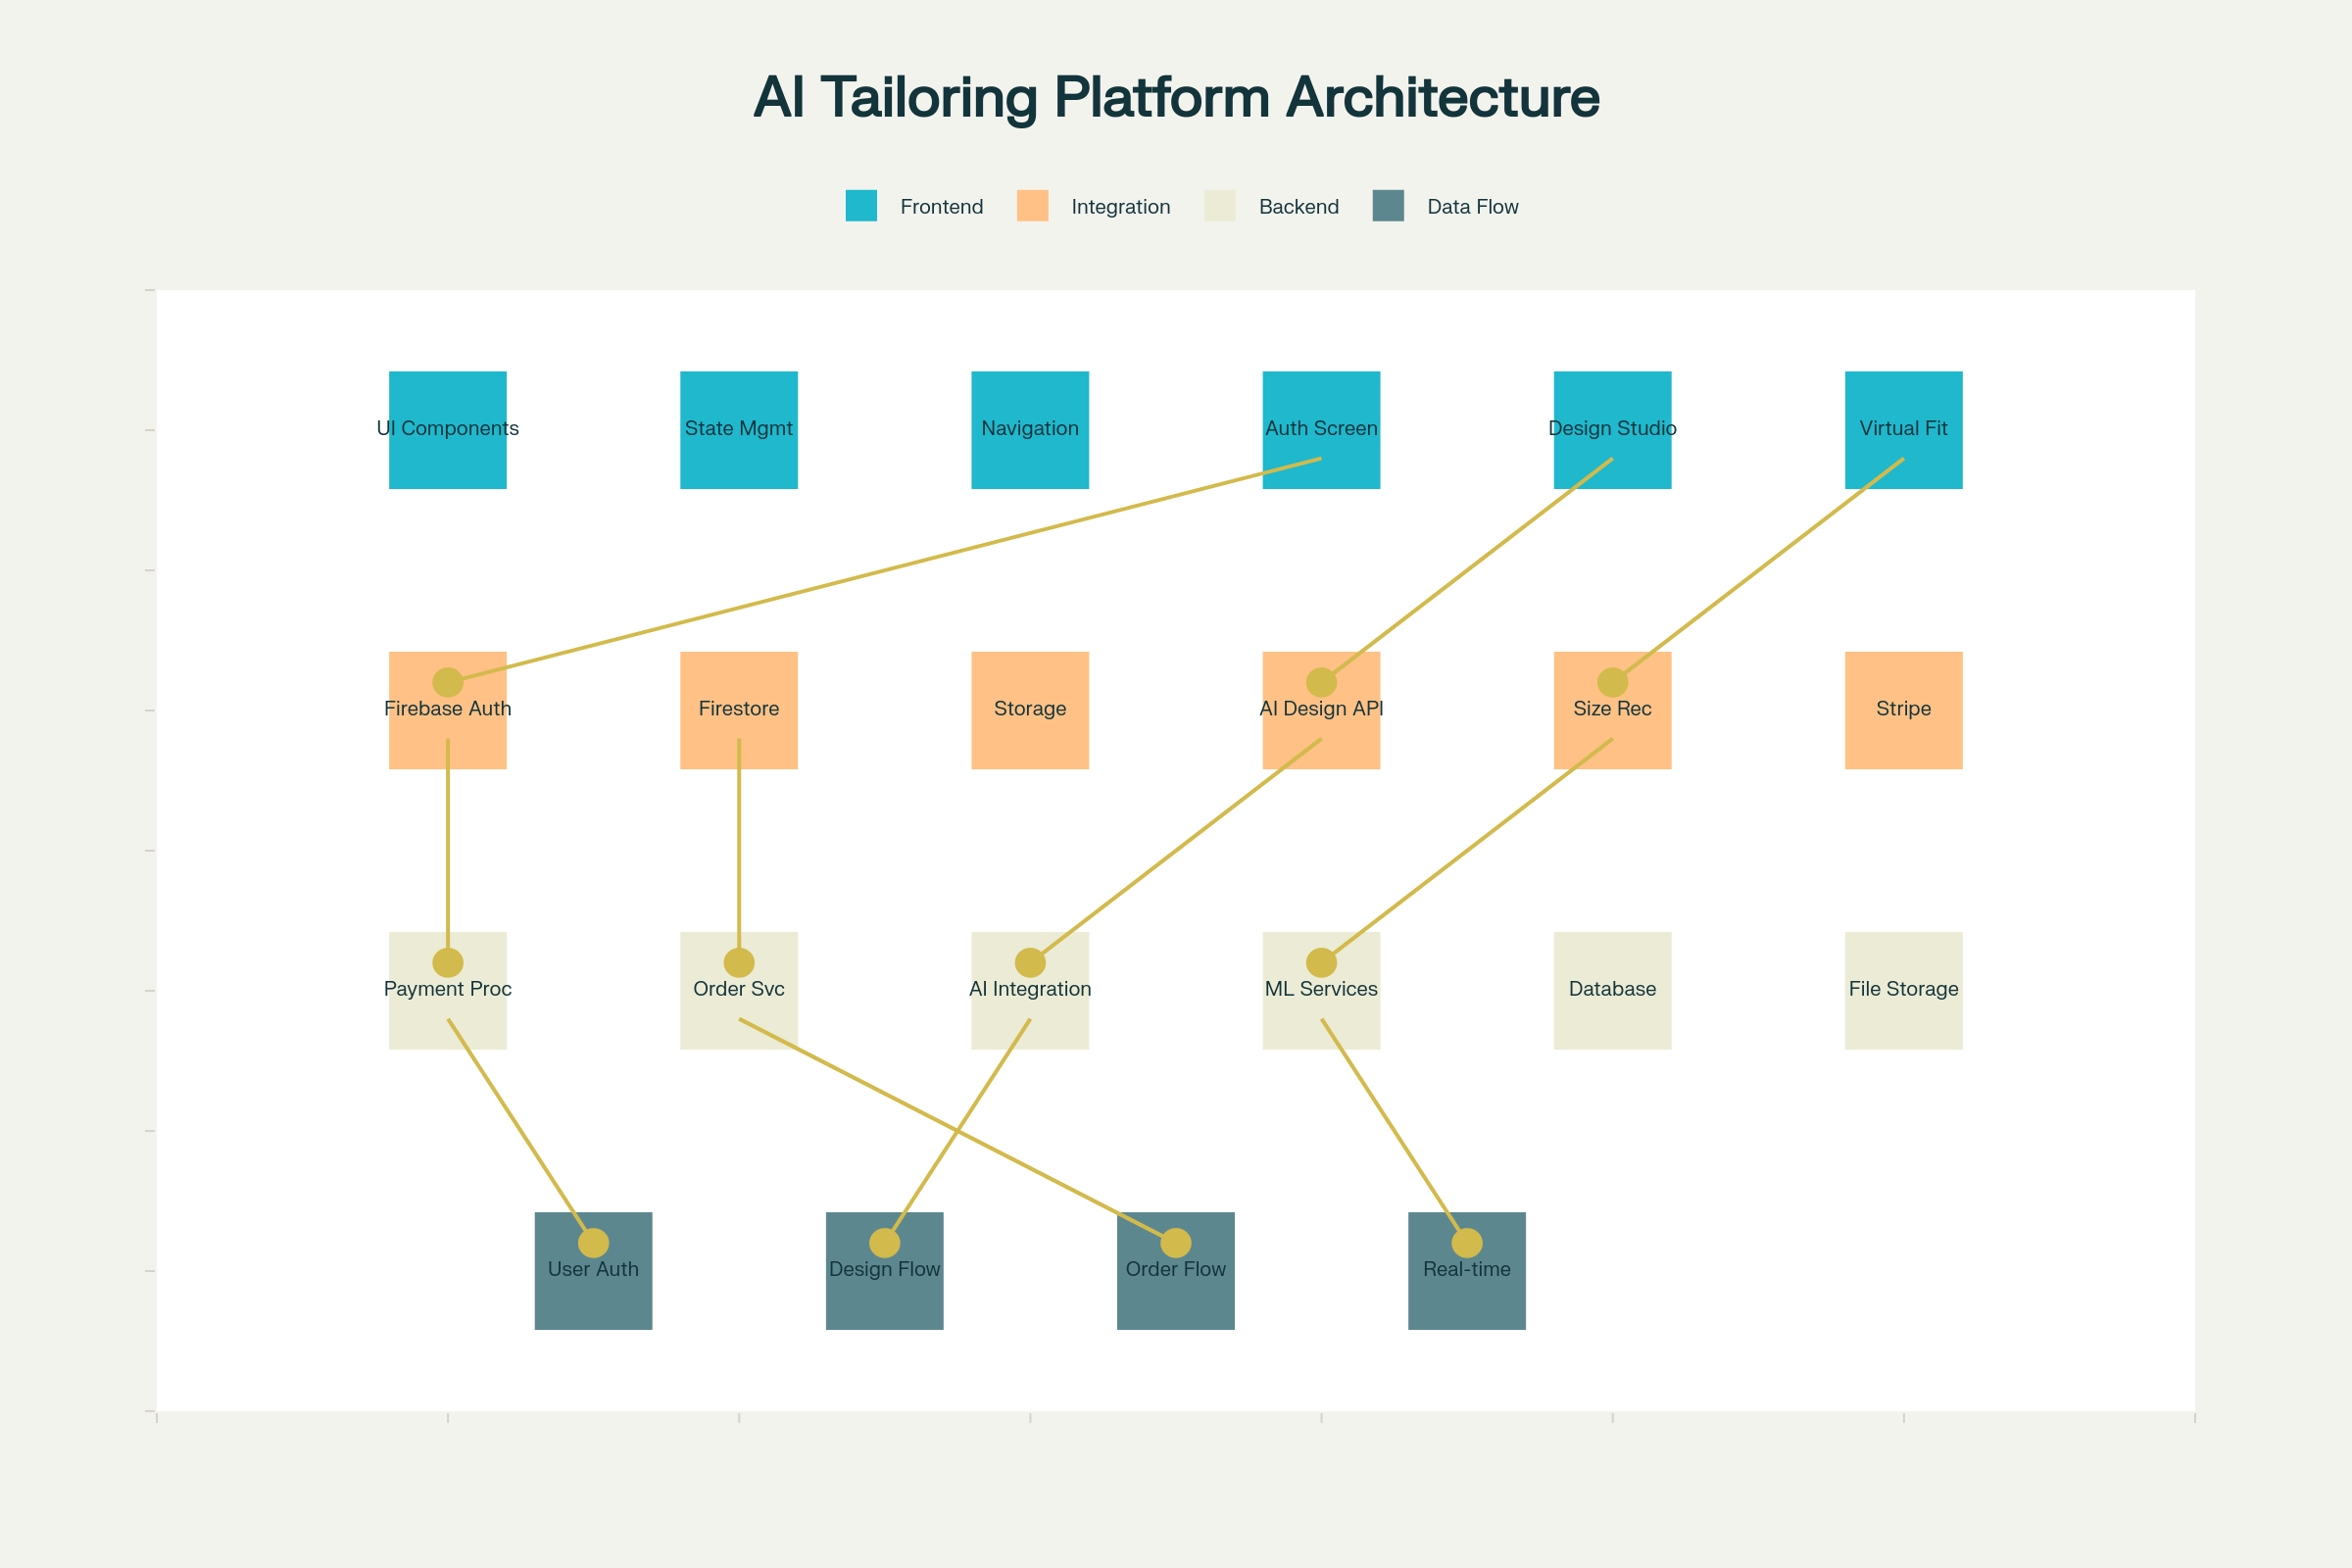 AI Tailoring Platform Architecture
Frontend Integration Backend Data Flow
UI Components State Mgmt Navigation Auth Screen Design Studio Virtual Fit
Firebase Auth Firestore Storage AI Design API Size Rec Stripe
Payment Proc Order Svc AI Integration ML Services Database File Storage
User Auth Design Flow Order Flow Real-time